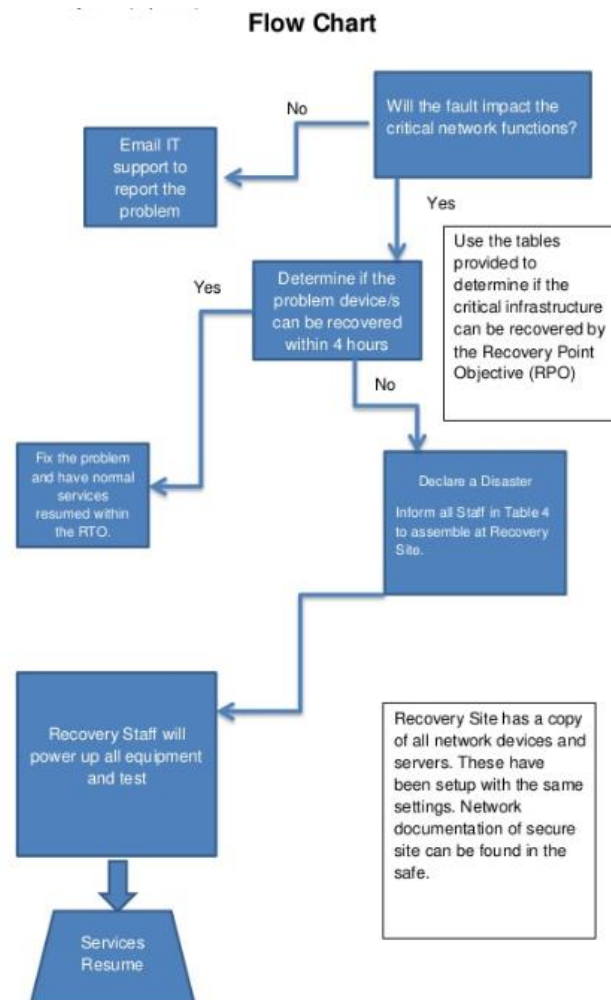 Flow Chart
Will the fault impact the
critical network functions?
No
Email IT
support to
report the
problem
Yes
Use the tables
provided to
determine if the
critical infrastructure
can be recovered by
the Recovery Point
Objective (RPO)
Determine if the
problem device/s
can be recovered
within 4 hours
Yes
No
Fix the problem
and have normal
services
resumed within
the RTO.
Declare a Disaster
Inform all Staff in Table 4
to assemble at Recovery
Site.
Recovery Staff will
power up all equipment
and test
Recovery Site has a copy
of all network devices and
servers. These have
been setup with the same
settings. Network
documentation of secure
site can be found in the
safe.
Services
Resume